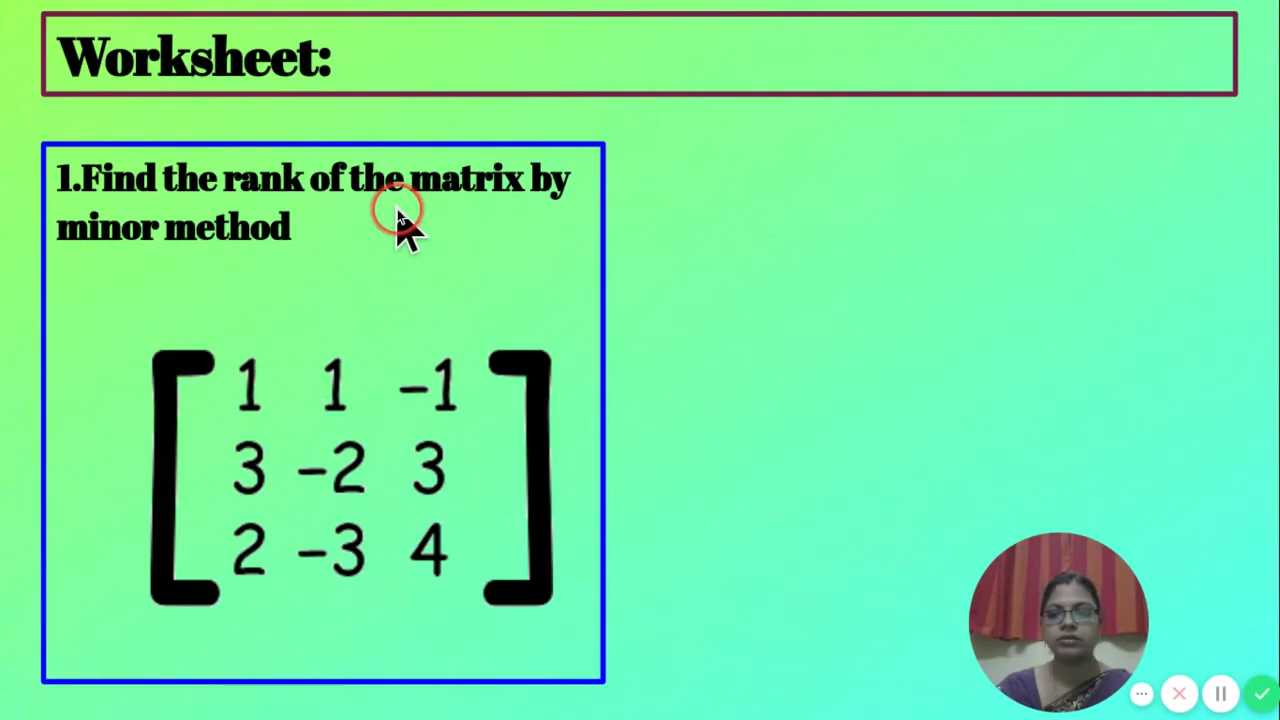 Worksheet:
1.Find the rank of the matrix by
minor method
1 1 -1
3 -2 3
2 -3 4